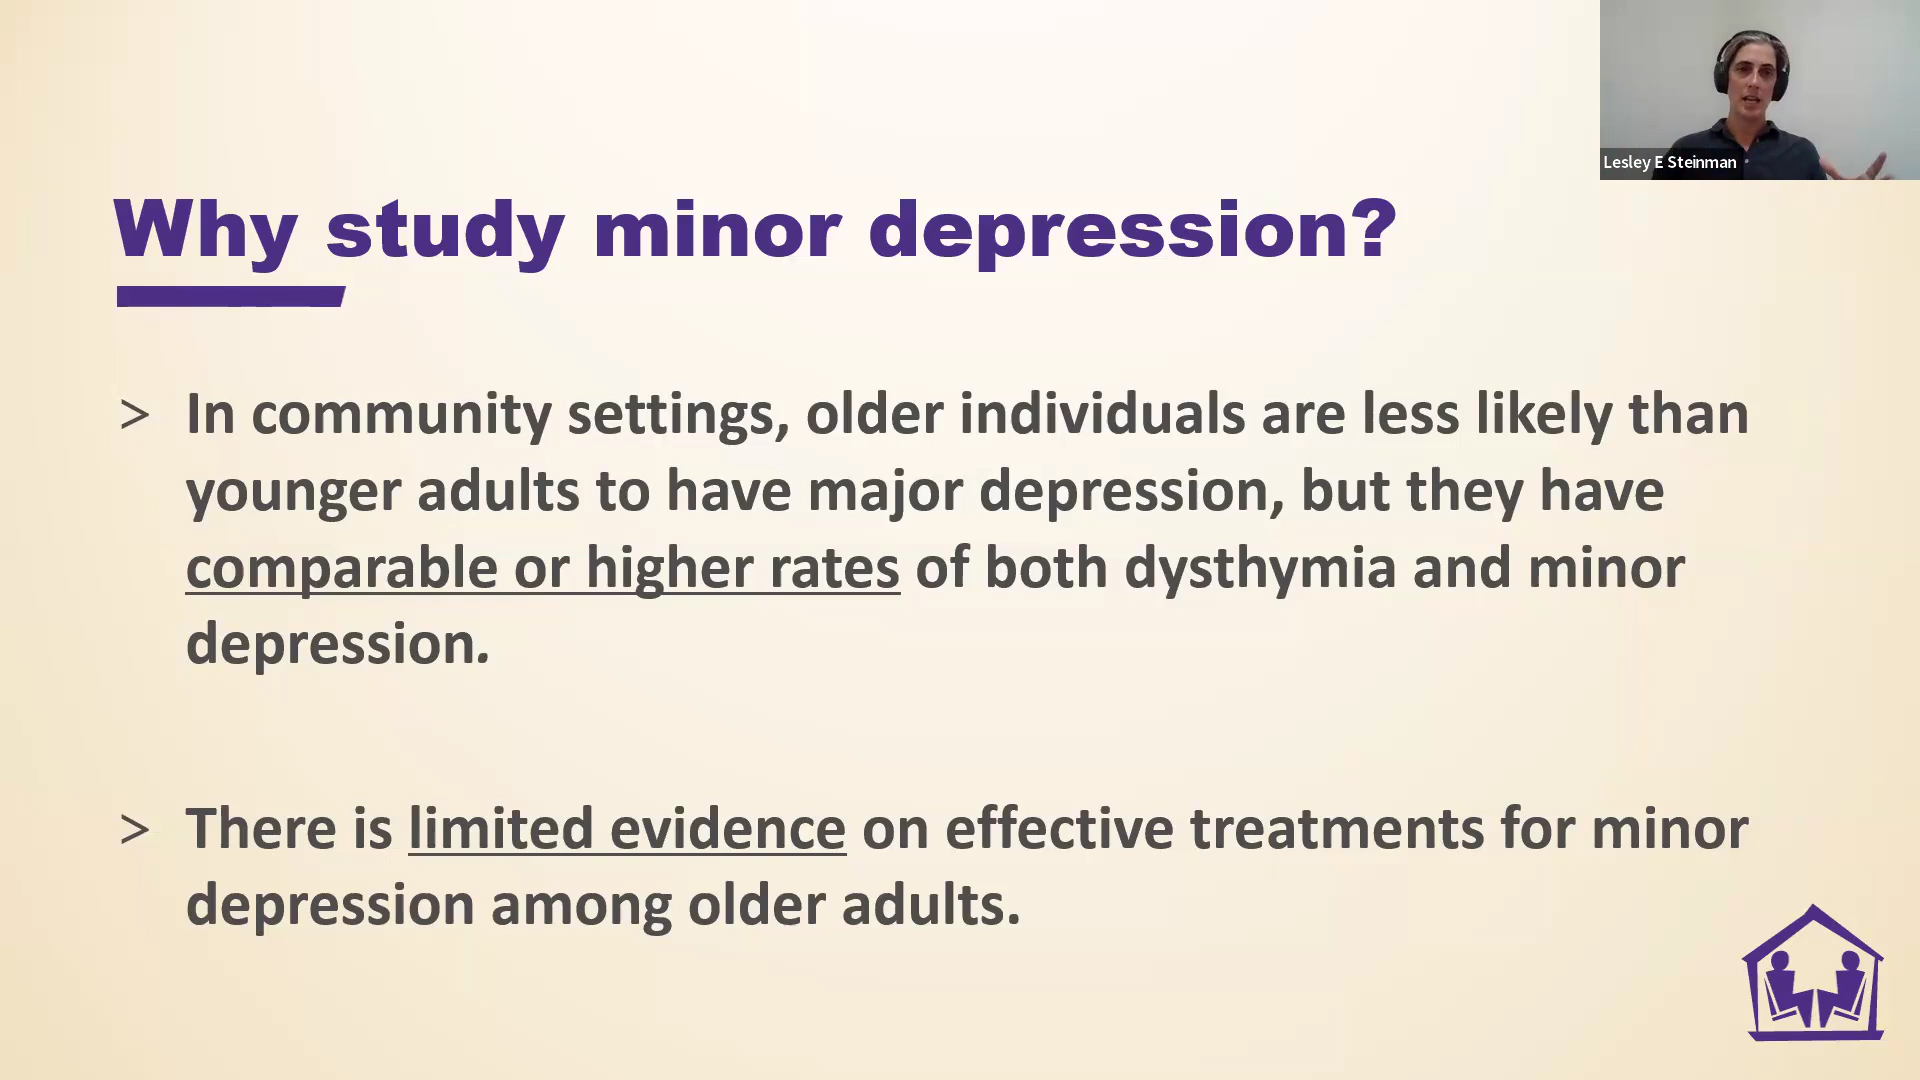 Lesley E Steinman
Why study minor depression?
> In community settings, older individuals are less likely than
younger adults to have major depression, but they have
comparable or higher rates of both dysthymia and minor
depression.
> There is limited evidence on effective treatments for minor
depression among older adults.